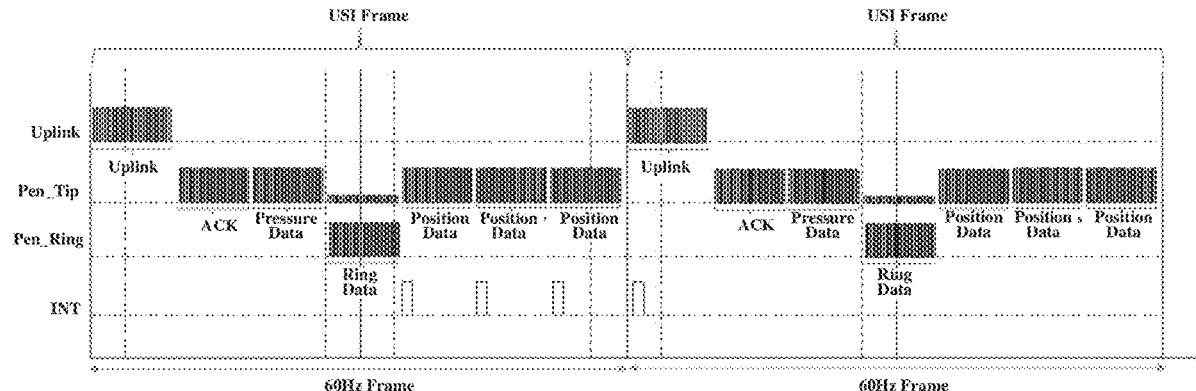 USI Frame
USI Frame
Uplink
Uplink
Uplink
Pen_Tip
ACK
Pressure
Data
Position
Data
Position
Data
Position
Data
ACK
Pressure
Data
Position
Data
Position
Data
Position
Data
Pen_Ring
Ring
Data
Ring
Data
INT
60Hz Frame
60Hz Frame